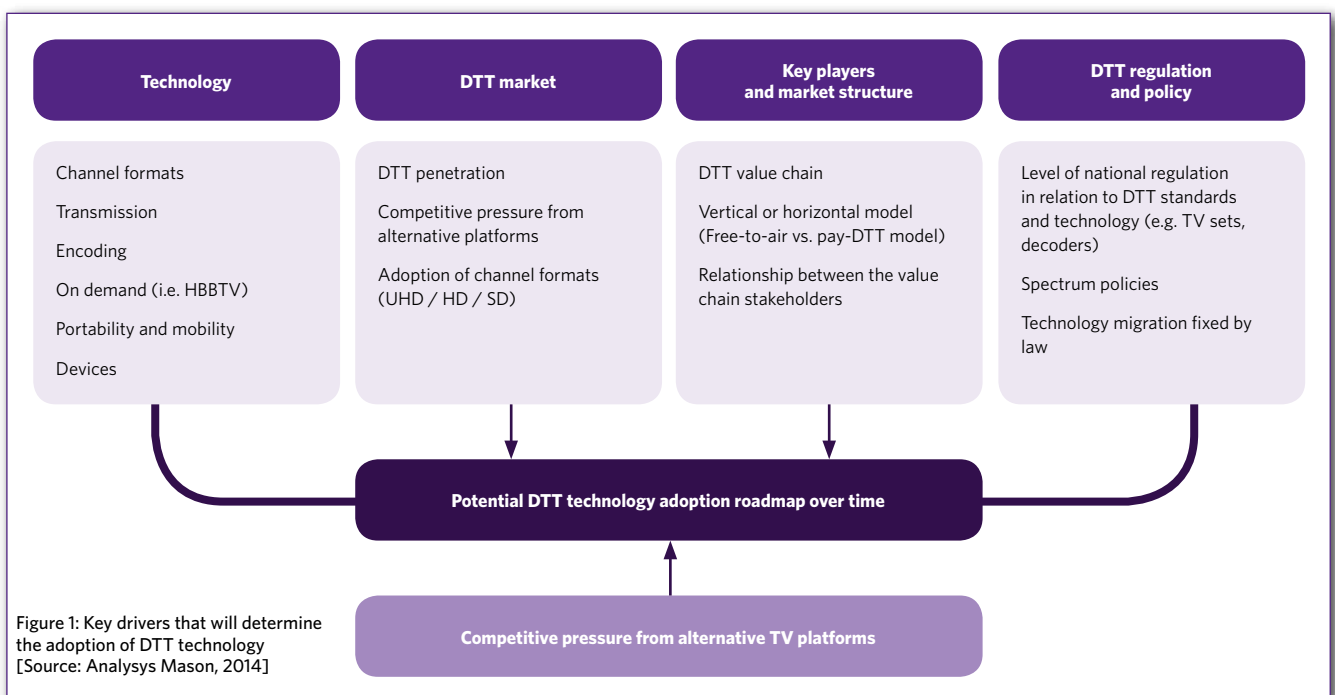 Technology
DTT market
Key players
and market structure
DTT regulation
and policy
Channel formats
Transmission
Encoding
On demand (i.e. HBBTV)
Portability and mobility
Devices
DTT penetration
Competitive pressure from
alternative platforms
Adoption of channel formats
(UHD / HD / SD)
DTT value chain
Vertical or horizontal model
(Free-to-air vs. pay-DTT model)
Relationship between the value
chain stakeholders
Level of national regulation
in relation to DTT standards
and technology (e.g. TV sets,
decoders)
Spectrum policies
Technology migration fixed by
law
Potential DTT technology adoption roadmap over time
Competitive pressure from alternative TV platforms
Figure 1: Key drivers that will determine
the adoption of DTT technology
[Source: Analysys Mason, 2014]